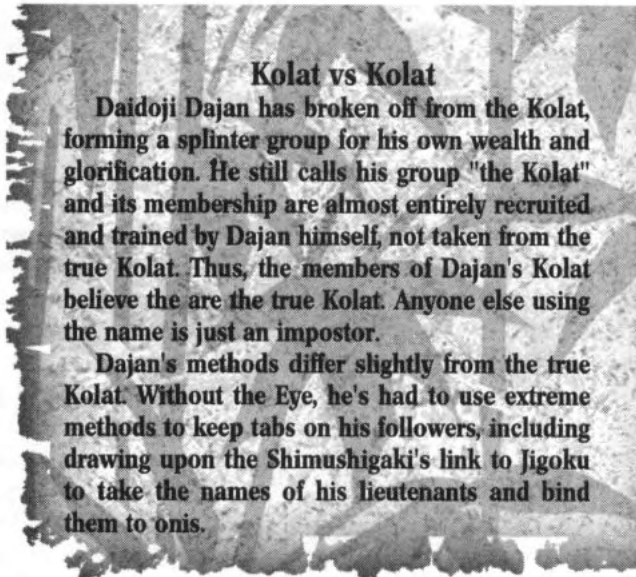 Kolat vs Kolat
Daidoji Dajan has broken off from the Kolat,
forming a splinter group for his own wealth and
glorification. He still calls his group "the Kolat"
and its membership are almost entirely recruited
and trained by Dajan himself, not taken from the
true Kolat. Thus, the members of Dajan's Kolat
believe the are the true Kolat. Anyone else using
the name is just an impostor.
Dajan's methods differ slightly from the true
Kolat. Without the Eye, he's had to use extreme
methods to keep tabs on his followers, including
drawing upon the Shimushigaki's link to Jigoku
to take the names of his lieutenants and bind
them to onis.